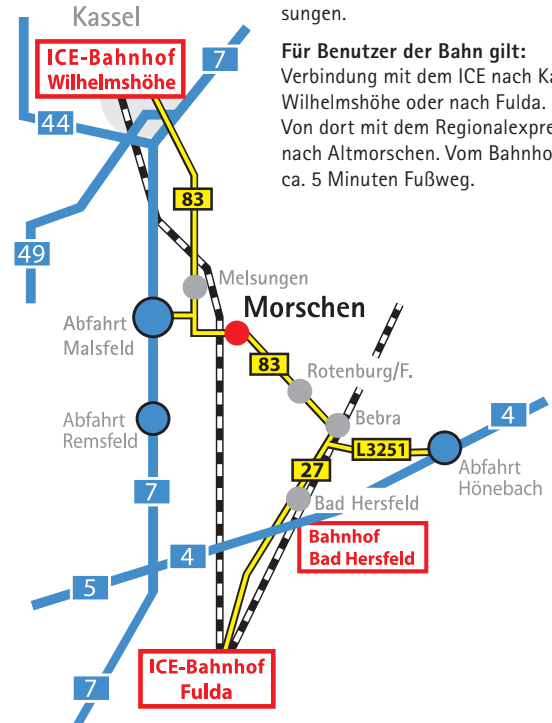 Kassel
sungen.
ICE-Bahnhof
Wilhelmshöhe
7
Für Benutzer der Bahn gilt:
Verbindung mit dem ICE nach Ka
Wilhelmshöhe oder nach Fulda.
Von dort mit dem Regionalexpre
nach Altmorschen. Vom Bahnho
ca. 5 Minuten Fußweg.
44
83
49
Melsungen
Morschen
Abfahrt
Malsfeld
83
Rotenburg/F.
Abfahrt
Remsfeld
Bebra
4
L3251
27
Abfahrt
Hönebach
7
Bad Hersfeld
Bahnhof
Bad Hersfeld
4
5
ICE-Bahnhof
Fulda
7